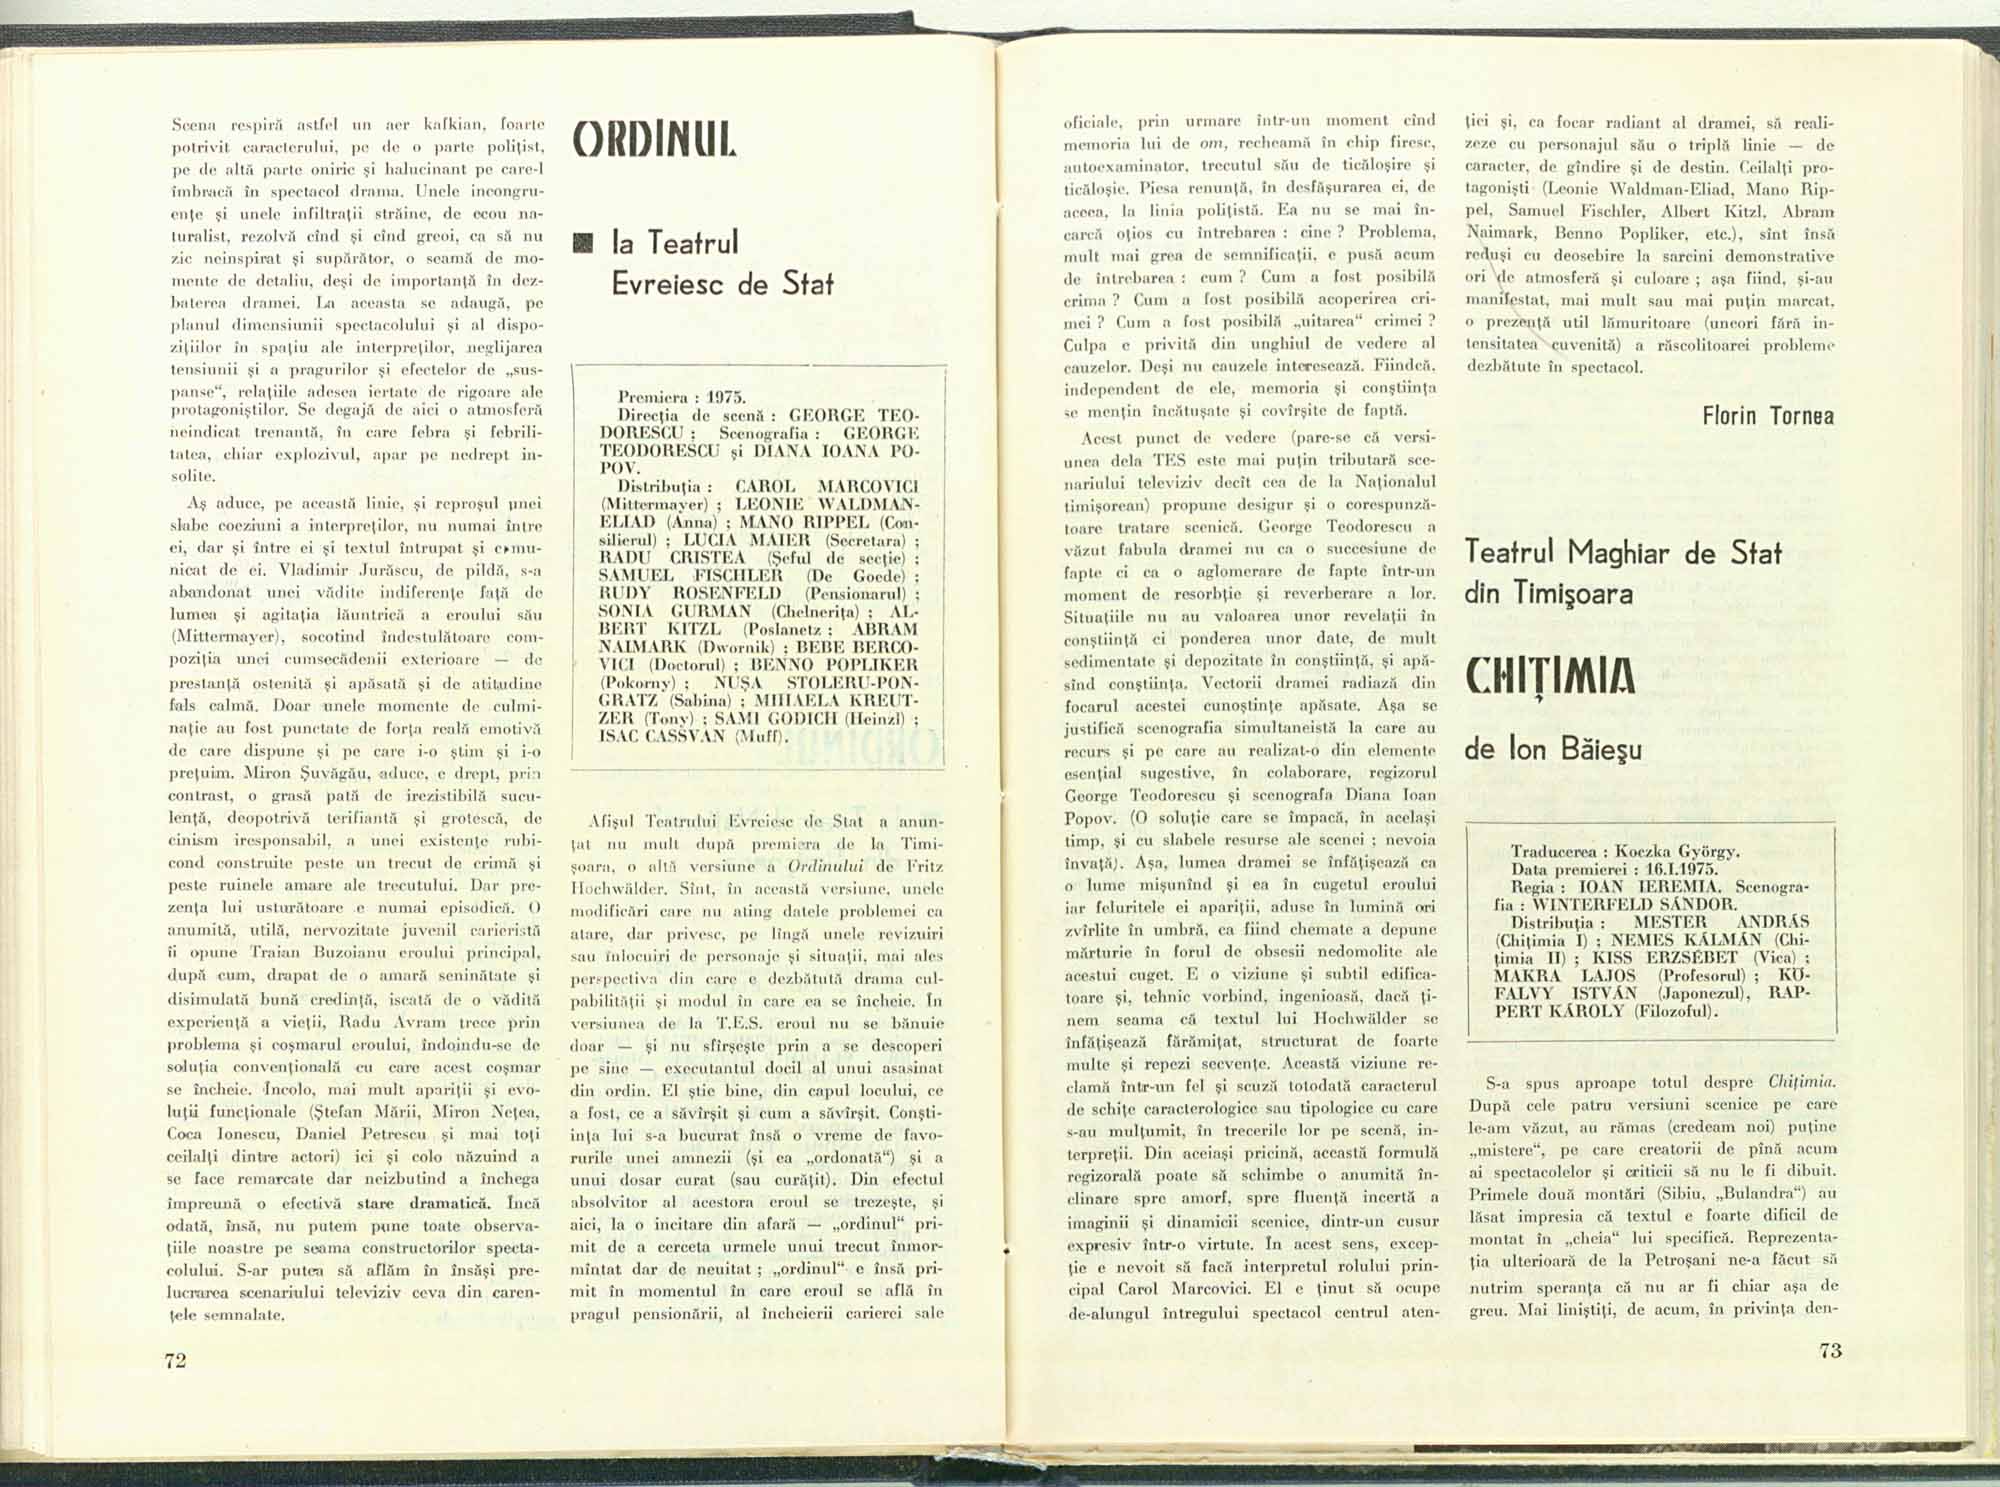 Scena respiră astfel un aer kafkian, foarte
potrivit caracterului, pe de o parte polițist,
pe de altă parte oniric și halucinant pe care-l
îmbracă în spectacol drama. Unele incongru-
ențe și unele infiltrații străine, de ecou na-
turalist, rezolvă cînd și cînd greoi, ca să nu
zic neinspirat și supărător, o seamă de mo-
mente de detaliu, deși de importanță în dez-
baterea dramei. La aceasta se adaugă, pe
planul dimensiunii spectacolului și al dispo-
zițiilor în spațiu ale interpreților, neglijarea
tensiunii și a pragurilor și efectelor de „sus-
panse“, relațiile adesea iertate de rigoare ale
protagoniștilor. Se degajă de aici o atmosferă
neindicat trenantă, în care febra și febrili-
tatea, chiar explozivul, apar pe nedrept in-
solite.
Aș aduce, pe această linie, și reproșul unei
slabe coeziuni a interpreților, nu numai între
ei, dar și între ei și textul întrupat și comu-
nicat de ei. Vladimir Jurăscu, de pildă, s-a
abandonat unei vădite indiferențe față de
lumea și agitația lăuntrică a eroului său
(Mittermayer), socotind îndestulătoare com-
poziția unei cumsecădenii exterioare — de
prestanță ostenită și apăsată și de atitudine
fals calmă. Doar unele momente de culmi-
nație au fost punctate de forța reală emotivă
de care dispune și pe care i-o știm și i-o
prețuim. Miron Șuvăgău, aduce, e drept, prin
contrast, o grasă pată de irezistibilă sucu-
lență, deopotrivă terifiantă și grotescă, de
cinism iresponsabil, a unei existențe rubi-
cond construite peste un trecut de crimă și
peste ruinele amare ale trecutului. Dar pre-
zența lui usturătoare e numai episodică. O
anumită, utilă, nervozitate juvenil carieristă
îi opune Traian Buzoianu eroului principal,
după cum, drapat de o amară seninătate și
disimulată bună credință, iscată de o vădită
experiență a vieții, Radu Avram trece prin
problema și coșmarul eroului, îndoindu-se de
soluția convențională cu care acest coșmar
se încheie. Încolo, mai mult apariții și evo-
luții funcționale (Ștefan Mării, Miron Nețea,
Coca Ionescu, Daniel Petrescu și mai toți
ceilalți dintre actori) ici și colo năzuind a
se face remarcate dar neizbutind a închega
împreună o efectivă stare dramatică. Încă
odată, însă, nu putem pune toate observa-
țiile noastre pe seama constructorilor specta-
colului. S-ar putea să aflăm în însăși pre-
lucrarea scenariului televiziv ceva din caren-
țele semnalate.
72
ORDINUL
■ la Teatrul
Evreiesc de Stat
Premiera : 1975.
Direcția de scenă : GEORGE TEO-
DORESCU ; Scenografia : GEORGE
TEODORESCU și DIANA IOANA PO-
POV.
Distribuția : CAROL MARCOVICI
(Mittermayer) ; LEONIE WALDMAN-
ELIAD (Anna) ; MANO RIPPEL (Con-
silierul) ; LUCIA MAIER (Secretara) ;
RADU CRISTEA (Șeful de secție) ;
SAMUEL FISCHLER (De Goede) ;
RUDY ROSENFELD (Pensionarul) ;
SONIA GURMAN (Chelnerița) ; AL-
BERT KITZL (Poslanetz ; ABRAM
NAIMARK (Dwornik) ; BEBE BERCO-
VICI (Doctorul) ; BENNO POPLIKER
(Pokorny) ; NUȘA STOLERU-PON-
GRATZ (Sabina) ; MIHAELA KREUT-
ZER (Tony) ; SAMI GODICH (Heinzl) ;
ISAC CASSVAN (Muff).
Afișul Teatrului Evreiesc de Stat a anun-
țat nu mult după premiera de la Timi-
șoara, o altă versiune a Ordinului de Fritz
Hochwälder. Sînt, în această versiune, unele
modificări care nu ating datele problemei ca
atare, dar privesc, pe lîngă unele revizuiri
sau înlocuiri de personaje și situații, mai ales
perspectiva din care e dezbătută drama cul-
pabilității și modul în care ea se încheie. În
versiunea de la T.E.S. eroul nu se bănuie
doar — și nu sfîrșește prin a se descoperi
pe sine — executantul docil al unui asasinat
din ordin. El știe bine, din capul locului, ce
a fost, ce a săvîrșit și cum a săvîrșit. Conști-
ința lui s-a bucurat însă o vreme de favo-
rurile unei amnezii (și ea „ordonată“) și a
unui dosar curat (sau curățit). Din efectul
absolvitor al acestora eroul se trezește, și
aici, la o incitare din afară — „ordinul“ pri-
mit de a cerceta urmele unui trecut înmor-
mîntat dar de neuitat ; „ordinul“ e însă pri-
mit în momentul în care eroul se află în
pragul pensionării, al încheierii carierei sale
oficiale, prin urmare într-un moment cînd
memoria lui de om, recheamă în chip firesc,
autoexaminator, trecutul său de ticăloșire și
ticăloșie. Piesa renunță, în desfășurarea ei, de
aceea, la linia polițistă. Ea nu se mai în-
carcă oțios cu întrebarea : cine ? Problema,
mult mai grea de semnificații, e pusă acum
de întrebarea : cum ? Cum a fost posibilă
crima ? Cum a fost posibilă acoperirea cri-
mei ? Cum a fost posibilă „uitarea“ crimei ?
Culpa e privită din unghiul de vedere al
cauzelor. Deși nu cauzele interesează. Fiindcă,
independent de ele, memoria și conștiința
se mențin încătușate și covîrșite de faptă.
Acest punct de vedere (pare-se că versi-
unea dela TES este mai puțin tributară sce-
nariului televiziv decît cea de la Naționalul
timișorean) propune desigur și o corespunză-
toare tratare scenică. George Teodorescu a
văzut fabula dramei nu ca o succesiune de
fapte ci ca o aglomerare de fapte într-un
moment de resorbție și reverberare a lor.
Situațiile nu au valoarea unor revelații în
conștiință ci ponderea unor date, de mult
sedimentate și depozitate în conștiință, și apă-
sînd conștiința. Vectorii dramei radiază din
focarul acestei cunoștințe apăsate. Așa se
justifică scenografia simultaneistă la care au
recurs și pe care au realizat-o din elemente
esențial sugestive, în colaborare, regizorul
George Teodorescu și scenografa Diana Ioan
Popov. (O soluție care se împacă, în același
timp, și cu slabele resurse ale scenei ; nevoia
învață). Așa, lumea dramei se înfățișează ca
o lume mișunînd și ea în cugetul eroului
iar feluritele ei apariții, aduse în lumină ori
zvîrlite în umbră, ca fiind chemate a depune
mărturie în forul de obsesii nedomolite ale
acestui cuget. E o viziune și subtil edifica-
toare și, tehnic vorbind, ingenioasă, dacă ți-
nem seama că textul lui Hochwälder se
înfățișează fărămițat, structurat de foarte
multe și repezi secvențe. Această viziune re-
clamă într-un fel și scuză totodată caracterul
de schițe caracterologice sau tipologice cu care
s-au mulțumit, în trecerile lor pe scenă, in-
terpreții. Din aceiași pricină, această formulă
regizorală poate să schimbe o anumită în-
clinare spre amorf, spre fluență incertă a
imaginii și dinamicii scenice, dintr-un cusur
expresiv într-o virtute. În acest sens, excep-
ție e nevoit să facă interpretul rolului prin-
cipal Carol Marcovici. El e ținut să ocupe
de-alungul întregului spectacol centrul aten-
ției și, ca focar radiant al dramei, să reali-
zeze cu personajul său o triplă linie — de
caracter, de gîndire și de destin. Ceilalți pro-
tagoniști (Leonie Waldman-Eliad, Mano Rip-
pel, Samuel Fischler, Albert Kitzl, Abram
Naimark, Benno Popliker, etc.), sînt însă
reduși cu deosebire la sarcini demonstrative
ori de atmosferă și culoare ; așa fiind, și-au
manifestat, mai mult sau mai puțin marcat,
o prezență util lămuritoare (uneori fără in-
tensitatea cuvenită) a răscolitoarei probleme
dezbătute în spectacol.
Florin Tornea
Teatrul Maghiar de Stat
din Timișoara
CHIȚIMIA
de Ion Băieșu
Traducerea : Koczka György.
Data premierei : 16.I.1975.
Regia : IOAN IEREMIA. Scenogra-
fia : WINTERFELD SÁNDOR.
Distribuția : MESTER ANDRÁS
(Chițimia I) ; NEMES KÁLMÁN (Chi-
țimia II) ; KISS ERZSÉBET (Vica) ;
MAKRA LAJOS (Profesorul) ; KÜ-
FALVY ISTVÁN (Japonezul), RAP-
PERT KÁROLY (Filozoful).
S-a spus aproape totul despre Chițimia.
După cele patru versiuni scenice pe care
le-am văzut, au rămas (credeam noi) puține
„mistere“, pe care creatorii de pînă acum
ai spectacolelor și criticii să nu le fi dibuit.
Primele două montări (Sibiu, „Bulandra“) au
lăsat impresia că textul e foarte dificil de
montat în „cheia“ lui specifică. Reprezenta-
ția ulterioară de la Petroșani ne-a făcut să
nutrim speranța că nu ar fi chiar așa de
greu. Mai liniștiți, de acum, în privința den-
73